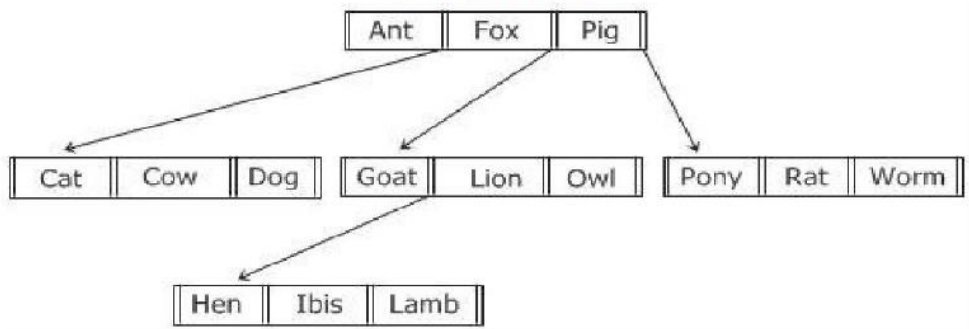 Ant Fox Pig
Cat Cow Dog Goat Lion Owl Pony Rat Worm
Hen Ibis Lamb